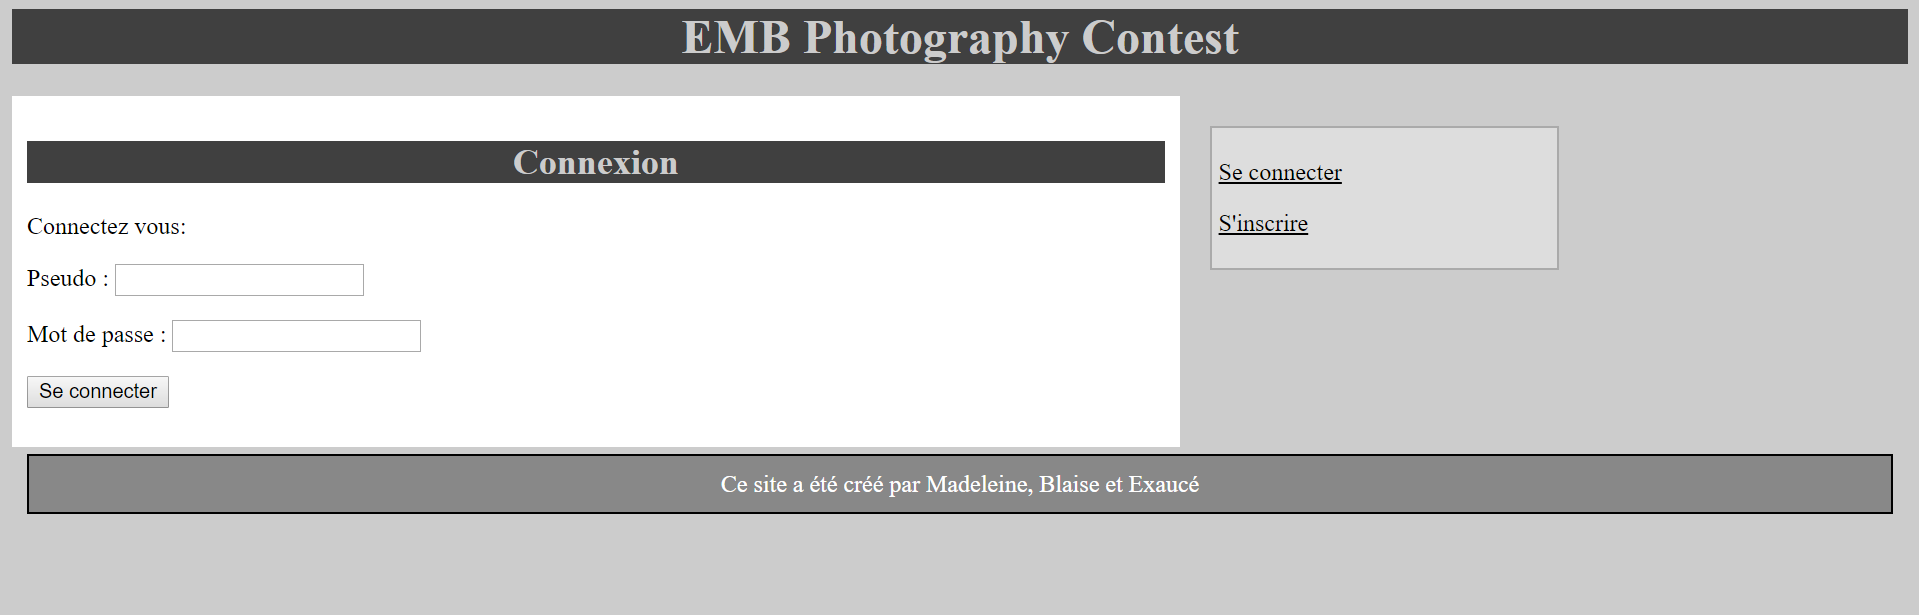 EMB Photography Contest
Connexion
Connectez vous:
Pseudo :
Mot de passe :
Se connecter
Se connecter
S'inscrire
Ce site a été créé par Madeleine, Blaise et Exaucé